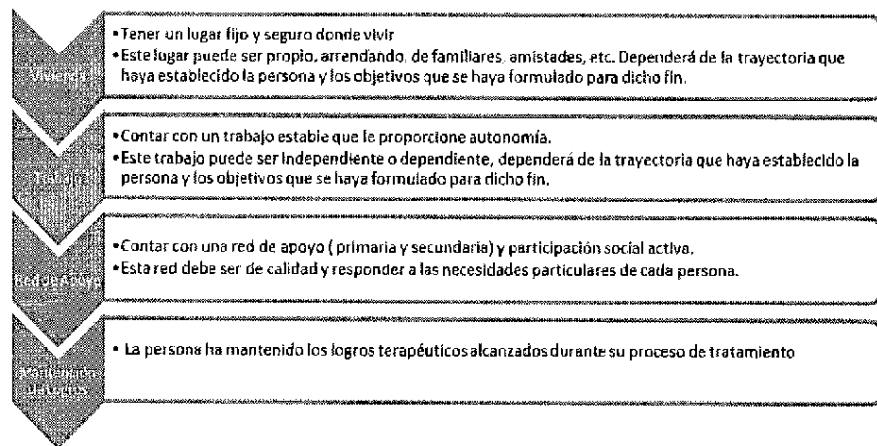 Vivienda
•Tener un lugar fijo y seguro donde vivir
•Este lugar puede ser propio, arrendando, de familiares, amistades, etc. Dependerá de la trayectoria que
haya establecido la persona y los objetivos que se haya formulado para dicho fin.
Trabajo
•Contar con un trabajo estable que le proporcione autonomía.
•Este trabajo puede ser independiente o dependiente, dependerá de la trayectoria que haya establecido la
persona y los objetivos que se haya formulado para dicho fin.
Red de Apoyo
•Contar con una red de apoyo ( primaria y secundaria) y participación social activa.
•Esta red debe ser de calidad y responder a las necesidades particulares de cada persona.
• La persona ha mantenido los logros terapéuticos alcanzados durante su proceso de tratamiento